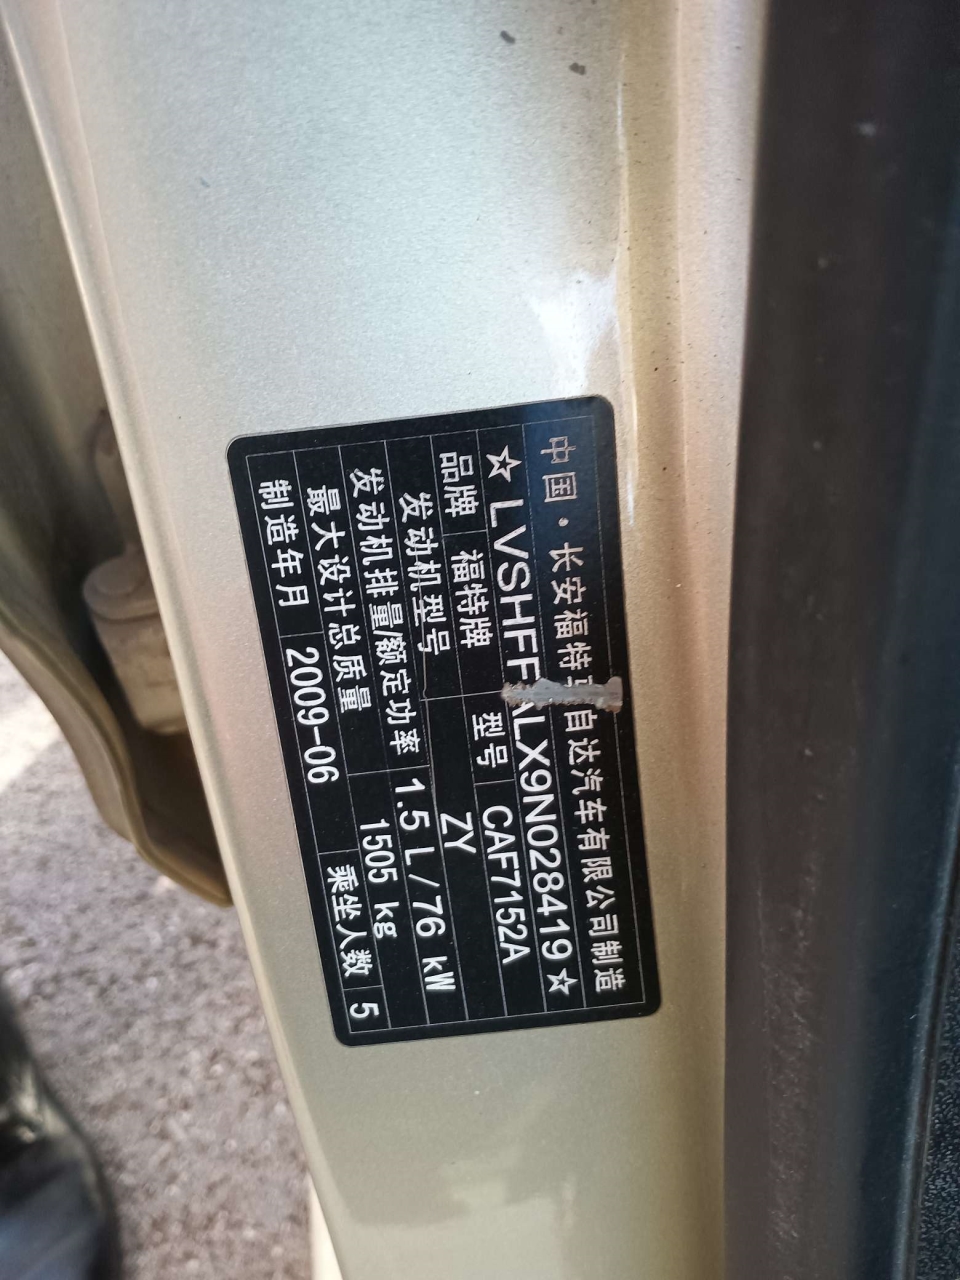 中国·长安福特马自达汽车有限公司制造
☆LVSHFFALX9N028419☆
品牌 福特牌 型号 CAF7152A
发动机型号 ZY
发动机排量/额定功率 1.5 L/76 kW
最大设计总质量 1505 kg
制造年月 2009-06 乘坐人数 5